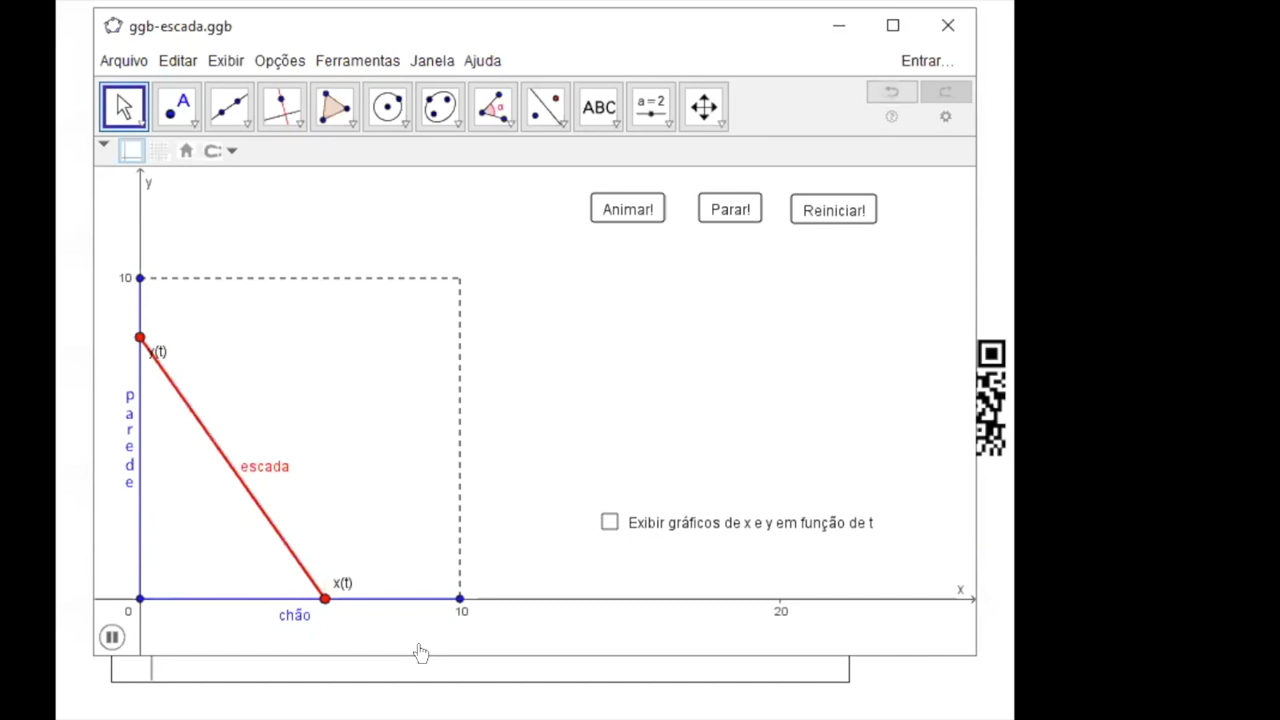 ggb-escada.ggb
Arquivo Editar Exibir Opções Ferramentas Janela Ajuda Entrar...
A α ABC a=2
y
Animar! Parar! Reiniciar!
10
y(t)
parede
escada
Exibir gráficos de x e y em função de t
x(t)
x
0 chão 10 20